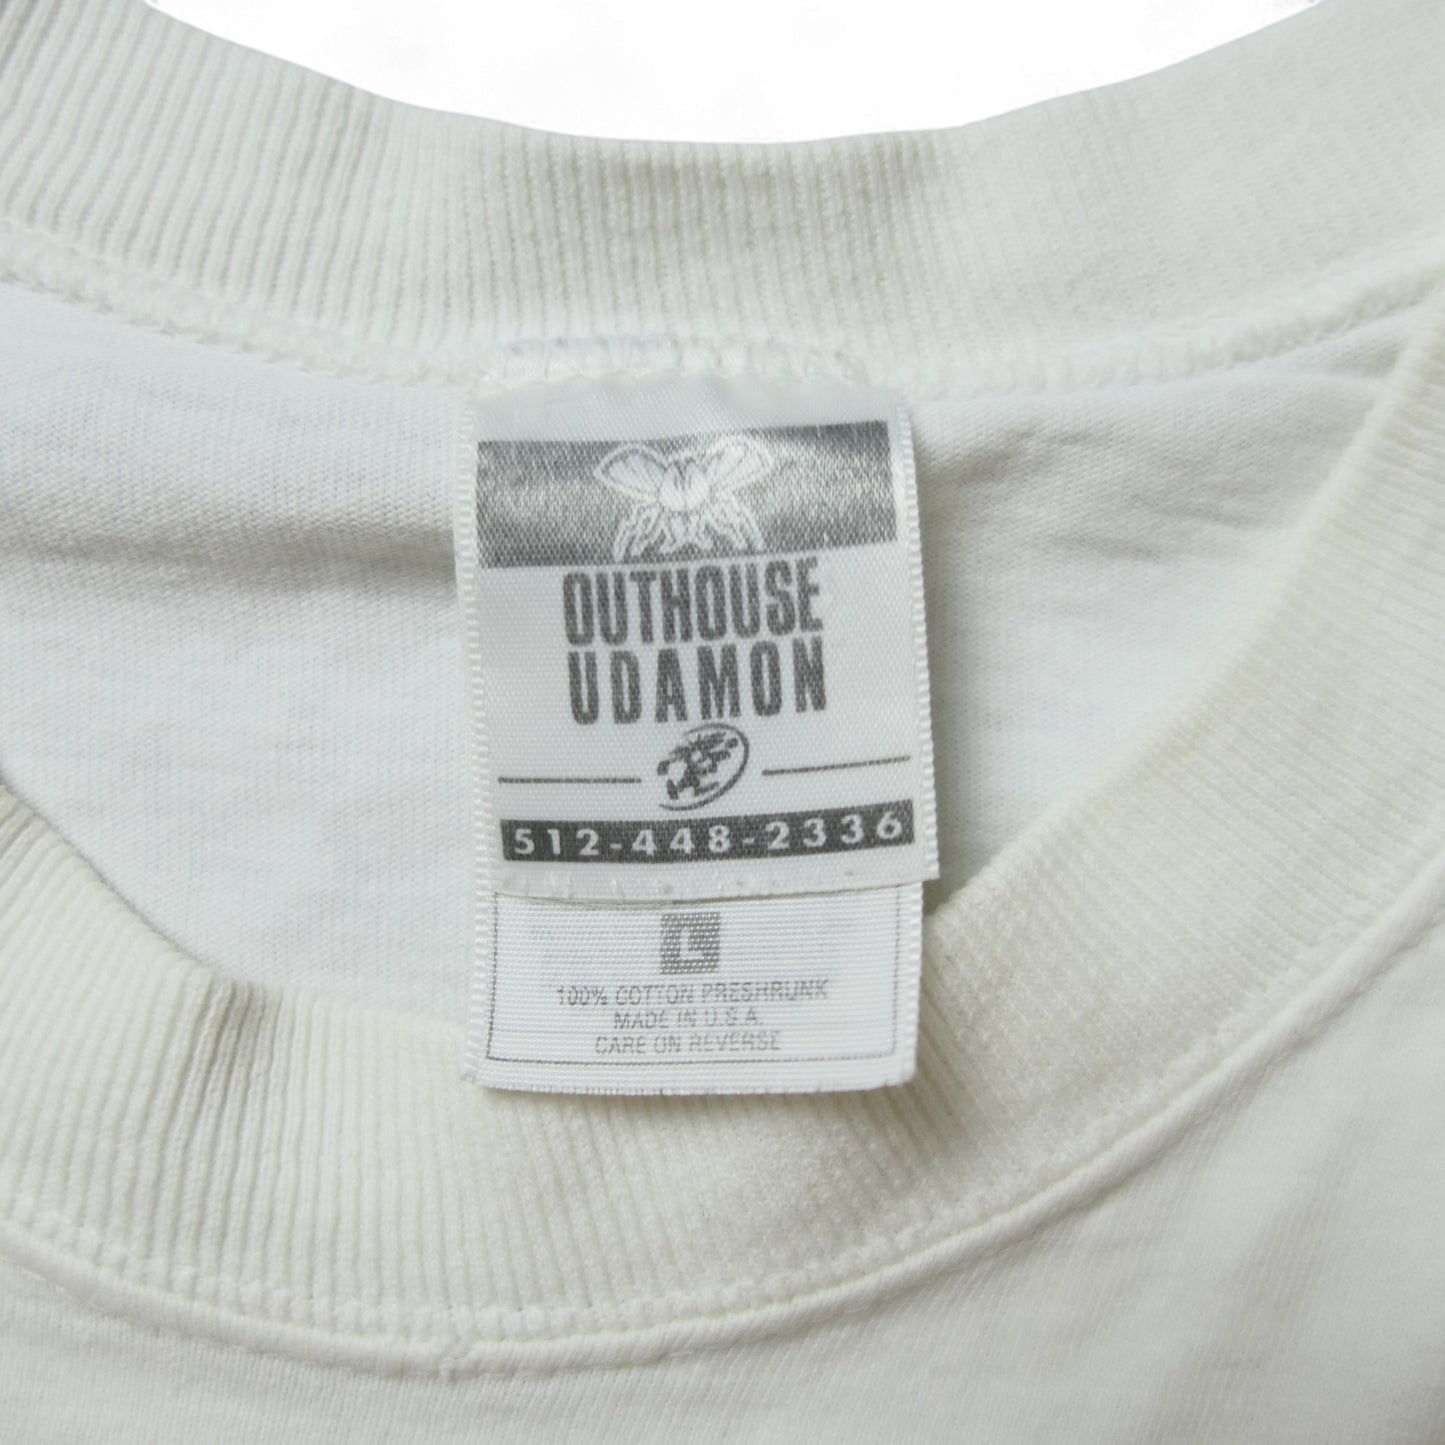 OUTHOUSE
UDAMON
512-448-2336
L
100% COTTON PRESHRUNK
MADE IN U.S.A.
CARE ON REVERSE